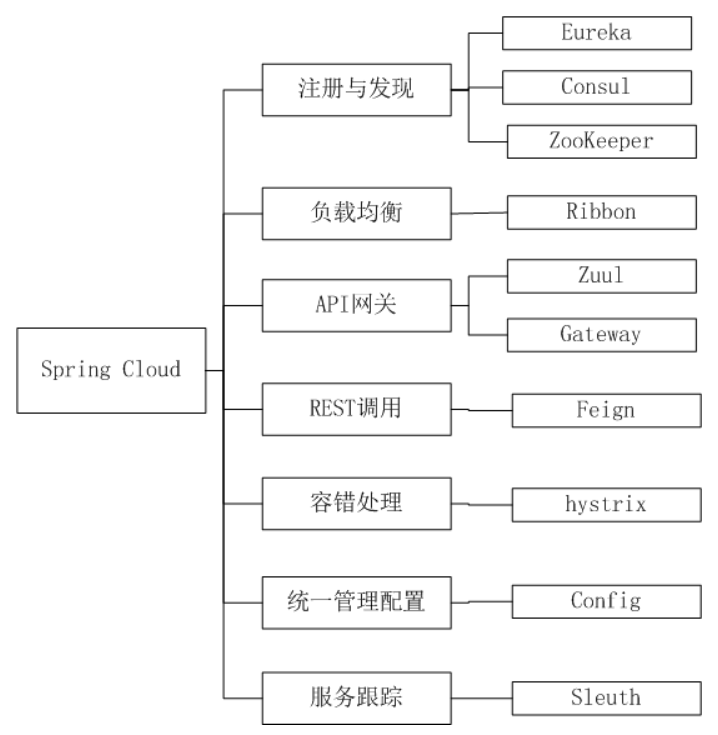 Spring Cloud
注册与发现
Eureka
Consul
ZooKeeper
负载均衡
Ribbon
API网关
Zuul
Gateway
REST调用
Feign
容错处理
hystrix
统一管理配置
Config
服务跟踪
Sleuth